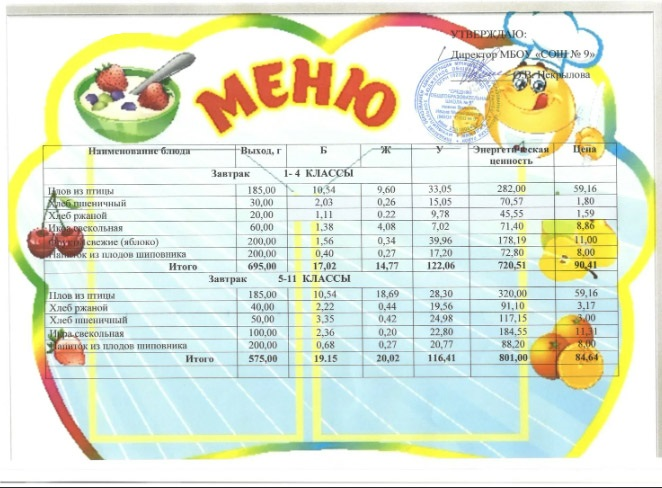 УТВЕРЖДАЮ:
Директор МБОУ «СОШ № 9»
Некрылова
МЕНЮ
Наименование блюда Выход, г Б Ж У Энергетическая ценность Цена
Завтрак 1- 4 КЛАССЫ
Плов из птицы 185,00 10,54 9,60 33,05 282,00 59,16
Хлеб пшеничный 30,00 2,03 0,26 15,05 70,57 1,80
Хлеб ржаной 20,00 1,11 0.22 9,78 45,55 1,59
Икра свекольная 60,00 1,38 4,08 7,02 71,40 8,86
свежие (яблоко) 200,00 1,56 0,34 39,96 178,19 11,00
Напиток из плодов шиповника 200,00 0,40 0,27 17,20 72,80 8,00
Итого 695,00 17,02 14,77 122,06 720,51 90,41
Завтрак 5-11 КЛАССЫ
Плов из птицы 185,00 10,54 18,69 28,30 320,00 59,16
Хлеб ржаной 40,00 2,22 0,44 19,56 91,10 3,17
Хлеб пшеничный 50,00 3,35 0,42 24,98 117,15 3,00
Икра свекольная 100,00 2,36 0,20 22,80 184,55 11,31
Напиток из плодов шиповника 200,00 0,68 0,27 20,77 88,20 8,00
Итого 575,00 19.15 20,02 116,41 801,00 84,64